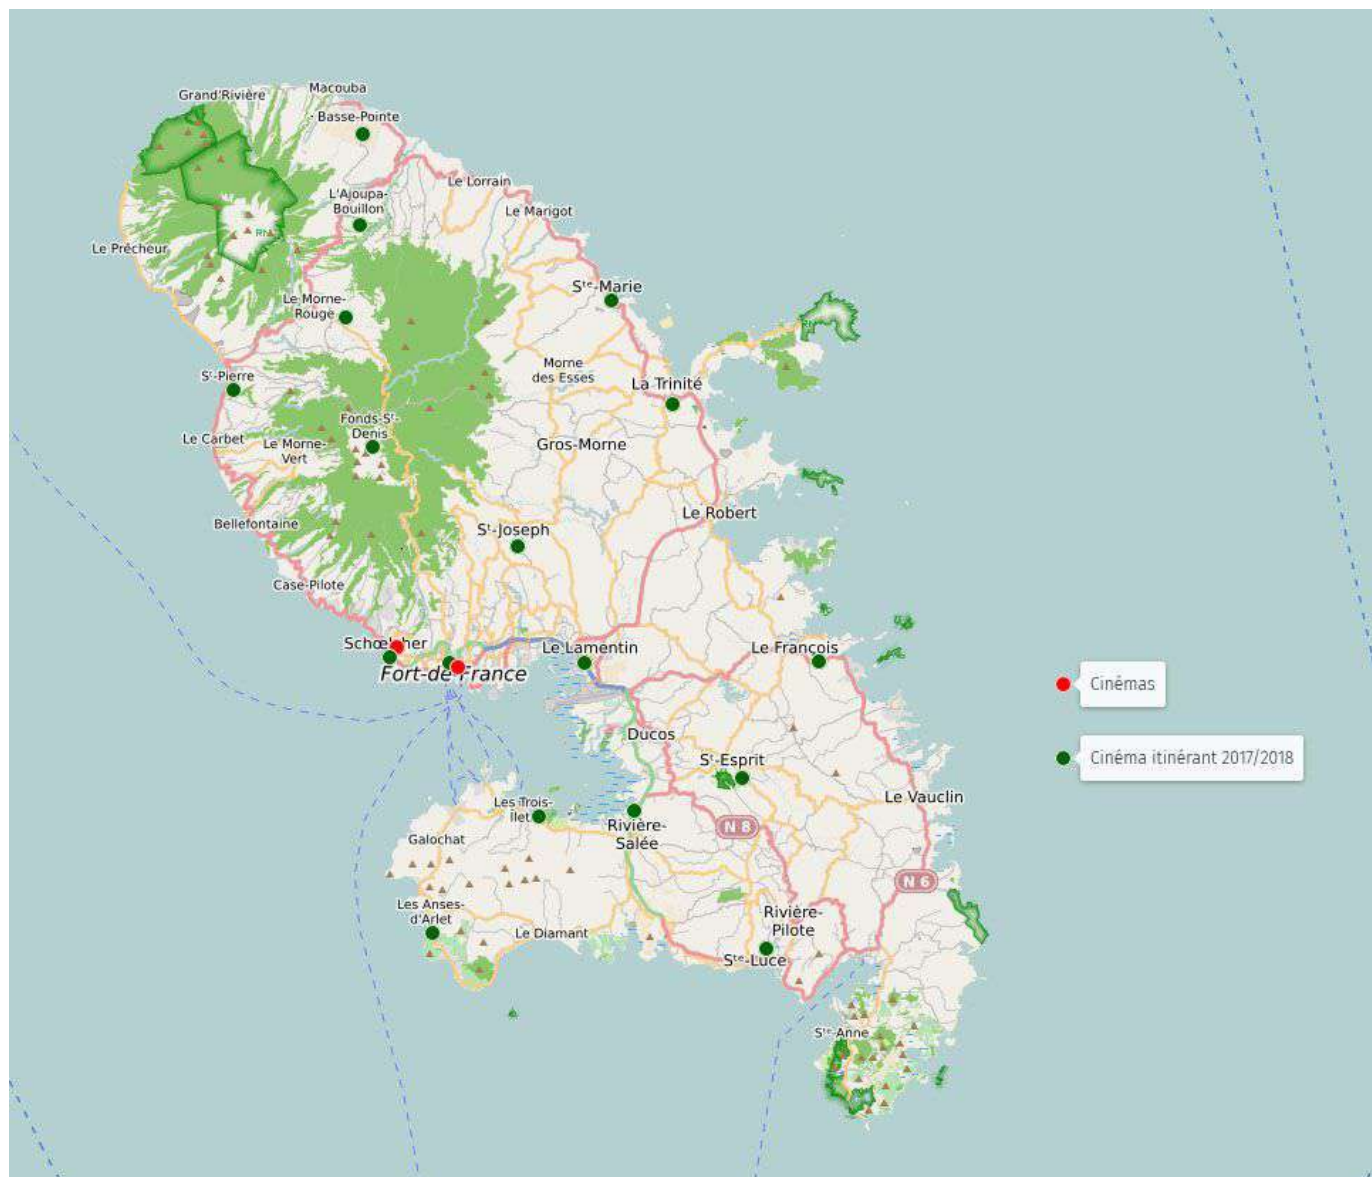 Macouba
Grand'Rivière
Basse-Pointe
Le Lorrain
L'Ajoupa-
Bouillon
Le Marigot
Le Prêcheur
Sᵗᵉ-Marie
Le Morne-
Rouge
Morne
des Esses
Sᵗ-Pierre
La Trinité
Fonds-Sᵗ-
Denis
Le Carbet
Le Morne-
Vert
Gros-Morne
Le Robert
Bellefontaine
Sᵗ-Joseph
Case-Pilote
Schœlcher
Le Lamentin
Le François
Fort-de-France
Cinémas
Ducos
Cinéma itinérant 2017/2018
Sᵗ-Esprit
Le Vauclin
Les Trois-
Îlet
Rivière-
Salée
N 8
Galochat
N 6
Les Anses-
d'Arlet
Rivière-
Pilote
Le Diamant
Sᵗᵉ-Luce
Sᵗᵉ-Anne